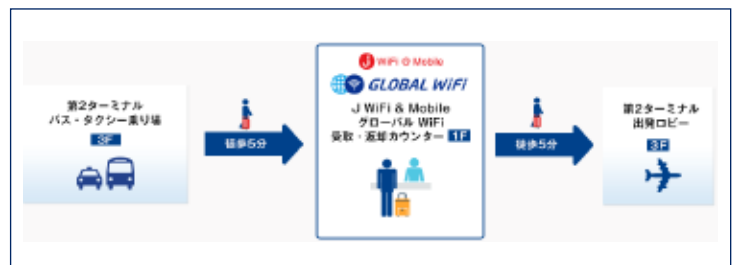 第2ターミナル
バス・タクシー乗り場
3F
徒歩5分
J WiFi & Mobile
GLOBAL WiFi
J WiFi & Mobile
グローバル WiFi
受取・返却カウンター 1F
徒歩5分
第2ターミナル
出発ロビー
3F